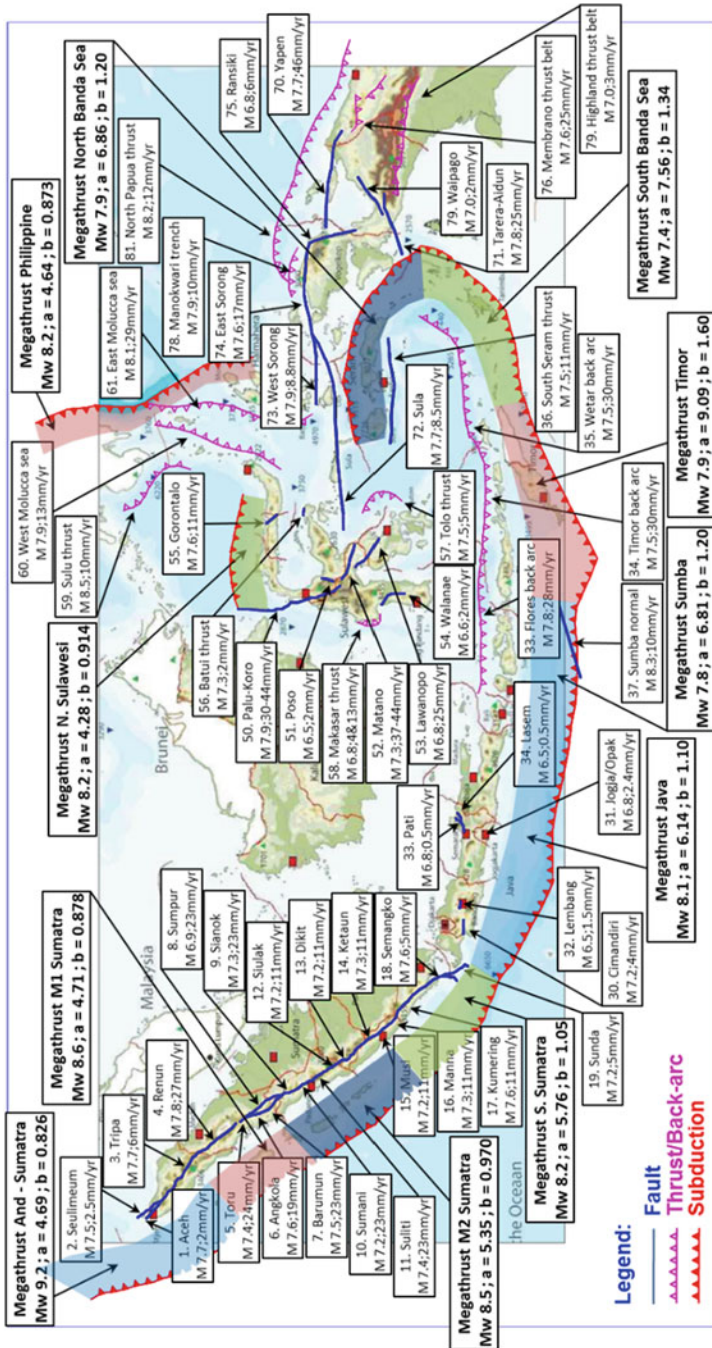 Megathrust And - Sumatra
Mw 9.2 ; a = 4.69 ; b = 0.826
2. Seulimeum
M 7.5;2.5mm/yr
3. Tripa
M 7.7;6mm/yr
4. Renun
M 7.8;27mm/yr
Megathrust M1 Sumatra
Mw 8.6 ; a = 4.71 ; b = 0.878
8. Sumpur
M 6.9;23mm/yr
9. Sianok
M 7.3;23mm/yr
12. Siulak
M 7.2;11mm/yr
13. Dikit
M 7.2;11mm/yr
14. Ketaun
M 7.3;11mm/yr
18. Semangko
M 7.6;5mm/yr
1. Aceh
M 7.7;2mm/yr
5. Toru
M 7.4;24mm/yr
6. Angkola
M 7.6;19mm/yr
7. Barumun
M 7.5;23mm/yr
10. Sumani
M 7.2;23mm/yr
11. Suliti
M 7.4;23mm/yr
Megathrust M2 Sumatra
Mw 8.5 ; a = 5.35 ; b = 0.970
15. Musi
M 7.2;11mm/yr
16. Manna
M 7.3;11mm/yr
17. Kumering
M 7.6;11mm/yr
Megathrust S. Sumatra
Mw 8.2 ; a = 5.76 ; b = 1.05
19. Sunda
M 7.2;5mm/yr
30. Cimandiri
M 7.2;4mm/yr
32. Lembang
M 6.5;1.5mm/yr
31. Jogja/Opak
M 6.8;2.4mm/yr
33. Pati
M 6.8;0.5mm/yr
34. Lasem
M 6.5;0.5mm/yr
Megathrust Java
Mw 8.1 ; a = 6.14 ; b = 1.10
Megathrust N. Sulawesi
Mw 8.2 ; a = 4.28 ; b = 0.914
56. Batui thrust
M 7.3;2mm/yr
50. Palu-Koro
M 7.9;30-44mm/yr
51. Poso
M 6.5;2mm/yr
58. Makasar thrust
M 6.8;4&13mm/yr
52. Matano
M 7.3;37-44mm/yr
53. Lawanopo
M 6.8;25mm/yr
55. Gorontalo
M 7.6;11mm/yr
54. Walanae
M 6.6;2mm/yr
57. Tolo thrust
M 7.5;5mm/yr
60. West Molucca sea
M 7.9;13mm/yr
59. Sulu thrust
M 8.5;10mm/yr
Megathrust Philippine
Mw 8.2 ; a = 4.64 ; b = 0.873
61. East Molucca sea
M 8.1;29mm/yr
78. Manokwari trench
M 7.9;10mm/yr
74. East Sorong
M 7.6;17mm/yr
73. West Sorong
M 7.9;8.8mm/yr
72. Sula
M 7.7;8.5mm/yr
Megathrust North Banda Sea
Mw 7.9 ; a = 6.86 ; b = 1.20
81. North Papua thrust
M 8.2;12mm/yr
75. Ransiki
M 6.8;6mm/yr
70. Yapen
M 7.7;46mm/yr
79. Waipago
M 7.0;2mm/yr
71. Tarera-Aidun
M 7.8;25mm/yr
76. Membrano thrust belt
M 7.6;25mm/yr
79. Highland thrust belt
M 7.0;3mm/yr
Megathrust South Banda Sea
Mw 7.4 ; a = 7.56 ; b = 1.34
36. South Seram thrust
M 7.5;11mm/yr
35. Wetar back arc
M 7.5;30mm/yr
34. Timor back arc
M 7.5;30mm/yr
33. Flores back arc
M 7.8;28mm/yr
Megathrust Timor
Mw 7.9 ; a = 9.09 ; b = 1.60
37. Sumba normal
M 8.3;10mm/yr
Megathrust Sumba
Mw 7.8 ; a = 6.81 ; b = 1.20
Malaysia
Brunei
Sumatra
Sulawesi
Halmahera
Java
Timor
Legend:
Fault
Thrust/Back-arc
Subduction